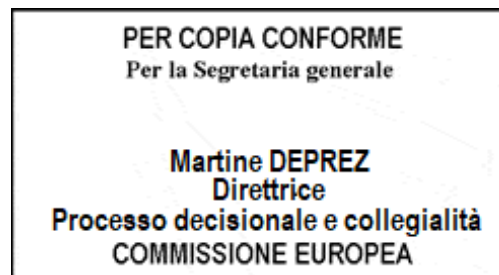 PER COPIA CONFORME
Per la Segretaria generale
Martine DEPREZ
Direttrice
Processo decisionale e collegialità
COMMISSIONE EUROPEA